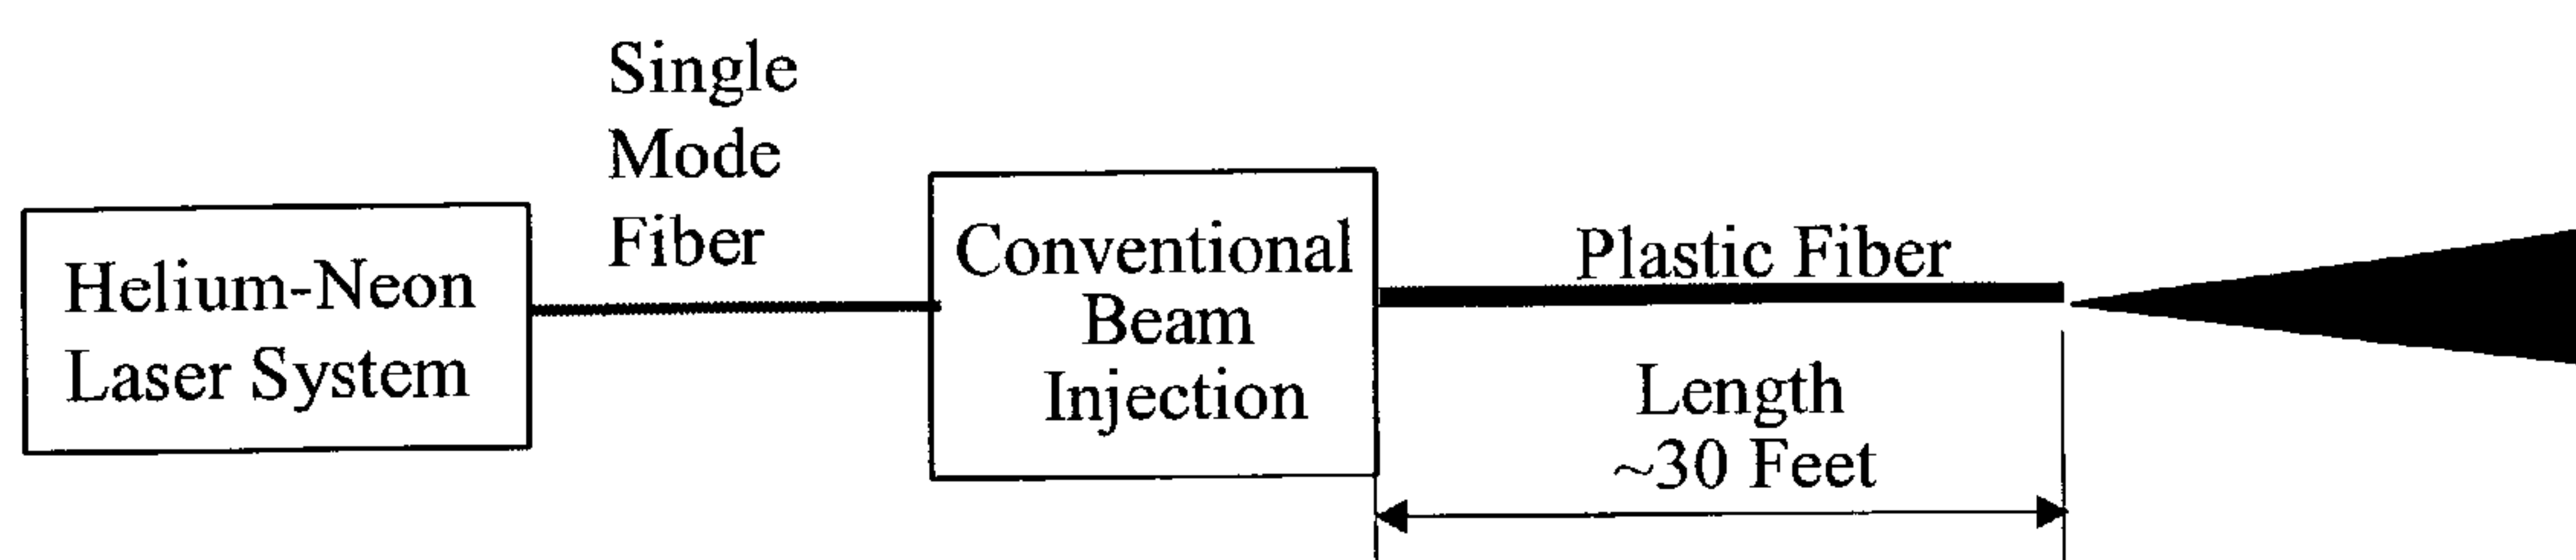 Single
Mode
Fiber
Helium-Neon
Laser System
Conventional
Beam
Injection
Plastic Fiber
Length
~30 Feet